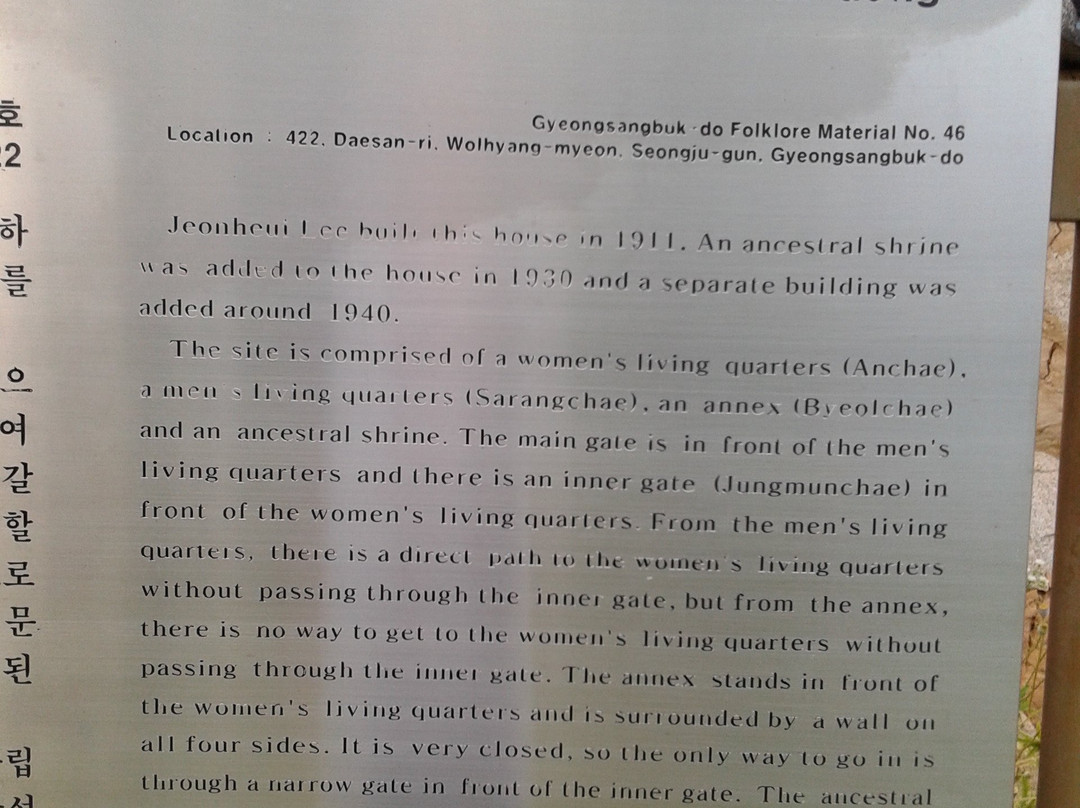 Gyeongsangbuk-do Folklore Material No. 46
Location : 422, Daesan-ri, Wolhyang-myeon, Seongju-gun, Gyeongsangbuk-do
Jeonheui Lee built this house in 1911. An ancestral shrine
was added to the house in 1930 and a separate building was
added around 1940.
The site is comprised of a women's living quarters (Anchae),
a men s living quarters (Sarangchae), an annex (Byeolchae)
and an ancestral shrine. The main gate is in front of the men's
living quarters and there is an inner gate (Jungmunchae) in
front of the women's living quarters. From the men's living
quarters, there is a direct path to the women's living quarters
without passing through the inner gate, but from the annex,
there is no way to get to the women's living quarters without
passing through the inner gate. The annex stands in front of
the women's living quarters and is surrounded by a wall on
all four sides. It is very closed, so the only way to go in is
through a narrow gate in front of the inner gate. The ancestral
호
22
하
를
으
여
갈
할
로
문
된
립